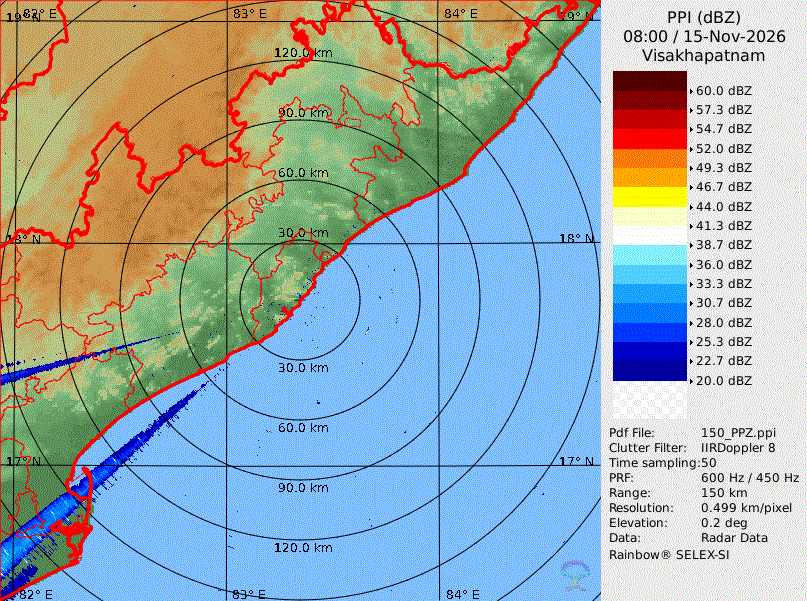 19° N
82° E
83° E
84° E
19° N
120.0 km
90.0 km
60.0 km
30.0 km
18° N
18° N
30.0 km
60.0 km
17° N
17° N
90.0 km
120.0 km
82° E
83° E
84° E
PPI (dBZ)
08:00 / 15-Nov-2026
Visakhapatnam
60.0 dBZ
57.3 dBZ
54.7 dBZ
52.0 dBZ
49.3 dBZ
46.7 dBZ
44.0 dBZ
41.3 dBZ
38.7 dBZ
36.0 dBZ
33.3 dBZ
30.7 dBZ
28.0 dBZ
25.3 dBZ
22.7 dBZ
20.0 dBZ
Pdf File: 150_PPZ.ppi
Clutter Filter: IIRDoppler 8
Time sampling:50
PRF: 600 Hz / 450 Hz
Range: 150 km
Resolution: 0.499 km/pixel
Elevation: 0.2 deg
Data: Radar Data
Rainbow® SELEX-SI